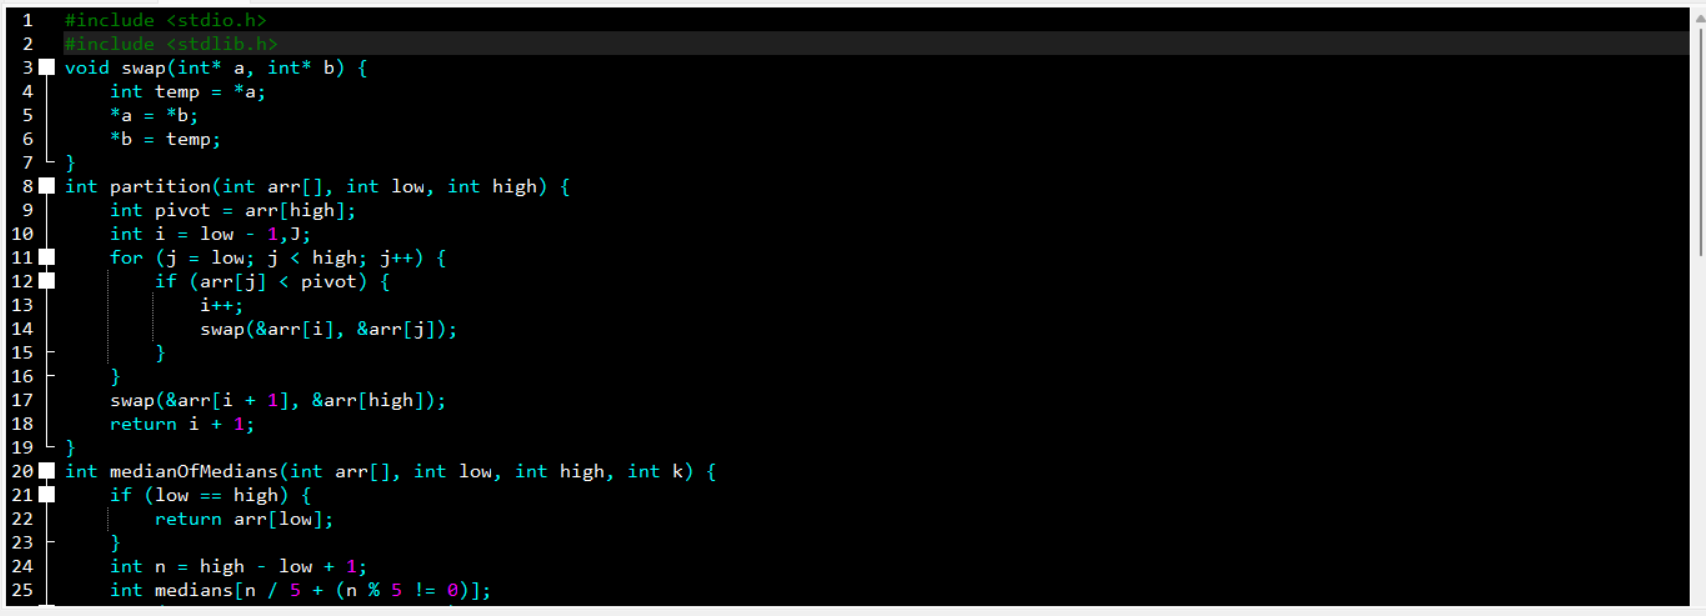 1 #include <stdio.h>
2 #include <stdlib.h>
3 void swap(int* a, int* b) {
4     int temp = *a;
5     *a = *b;
6     *b = temp;
7 }
8 int partition(int arr[], int low, int high) {
9     int pivot = arr[high];
10     int i = low - 1,J;
11     for (j = low; j < high; j++) {
12         if (arr[j] < pivot) {
13             i++;
14             swap(&arr[i], &arr[j]);
15         }
16     }
17     swap(&arr[i + 1], &arr[high]);
18     return i + 1;
19 }
20 int medianOfMedians(int arr[], int low, int high, int k) {
21     if (low == high) {
22         return arr[low];
23     }
24     int n = high - low + 1;
25     int medians[n / 5 + (n % 5 != 0)];